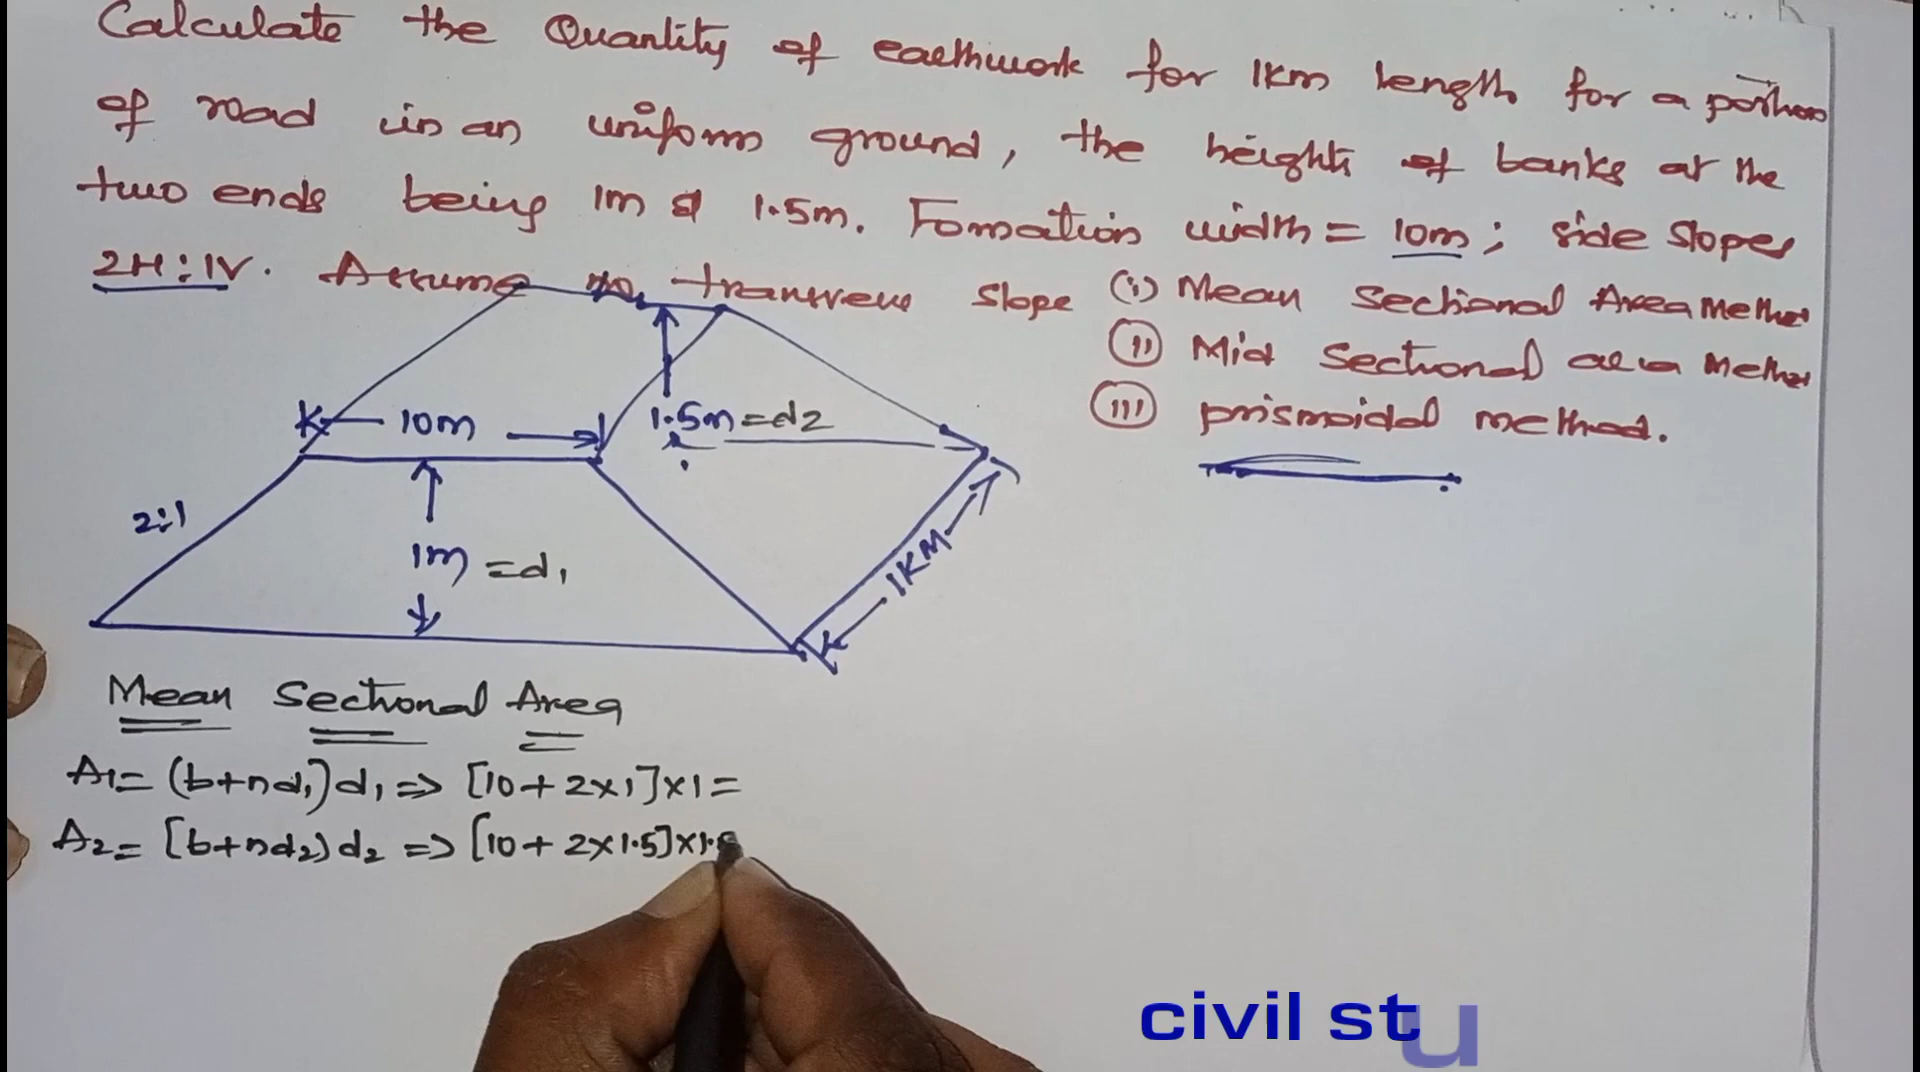 Calculate the Quantity of earthwork for 1km length for a portion
of road in an uniform ground, the heights of banks at the
two ends being 1m & 1.5m. Fomation width = 10m; side slopes
2H:1V. Assume no transvers slope (i) Mean Sectional Area Method
(ii) Mid Sectional area Method
(iii) prismoidal method.
10m
1.5m = d2
2:1
1m = d1
1KM
Mean Sectional Area
A1 = (b+nd1)d1 => [10+2×1]×1=
A2 = [b+nd2)d2 => [10+2×1.5]×1.5
civil stu